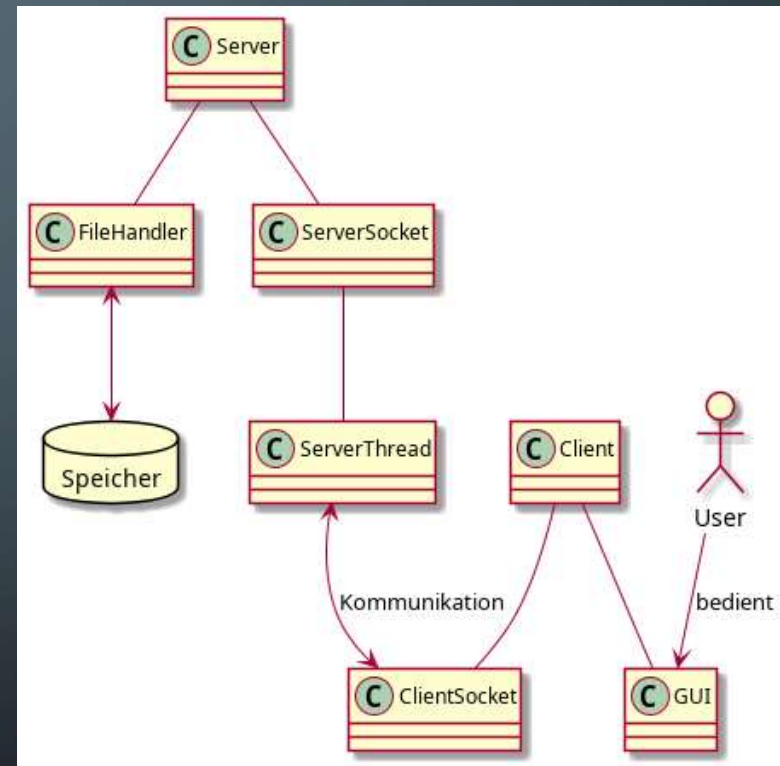 C Server
C FileHandler
C ServerSocket
Speicher
C ServerThread
C Client
User
Kommunikation
bedient
C ClientSocket
C GUI